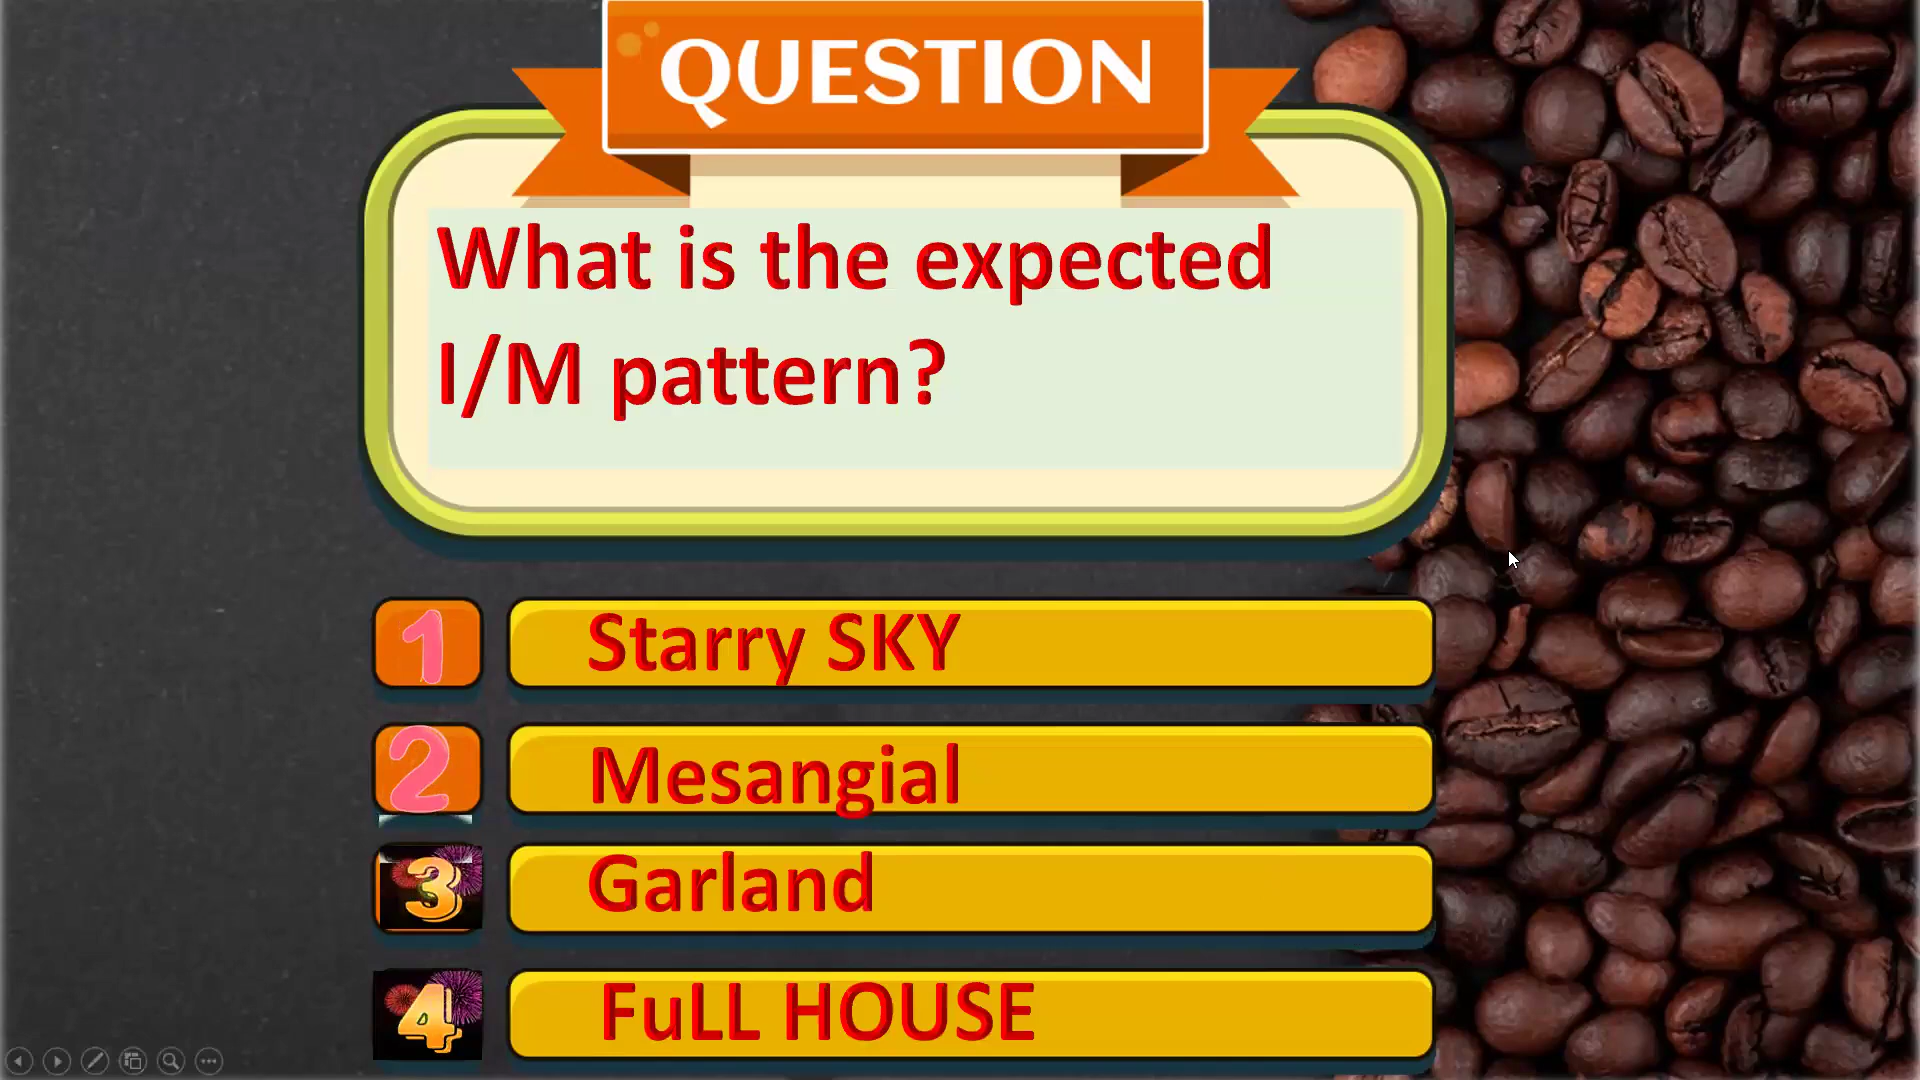 QUESTION
What is the expected
I/M pattern?
1
Starry SKY
2
Mesangial
3
Garland
4
FuLL HOUSE